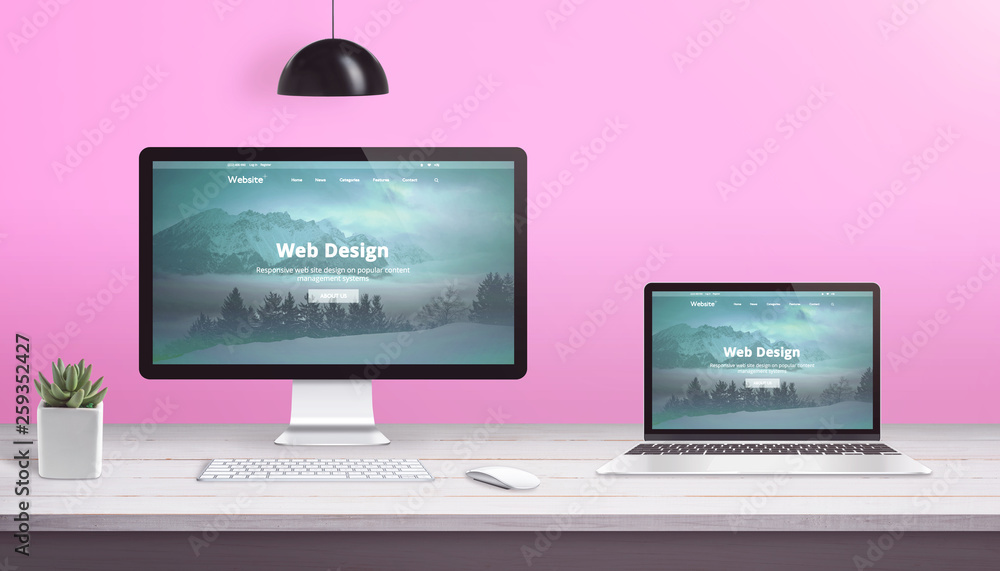 Log In Register
Website+
Home News Categories Features Contact
Web Design
Responsive web site design on popular content
management systems
ABOUT US
Website+
Home News Categories Features Contact
Web Design
Responsive web site design on popular content
management systems
ABOUT US
Adobe Stock | #259352427
Adobe Stock